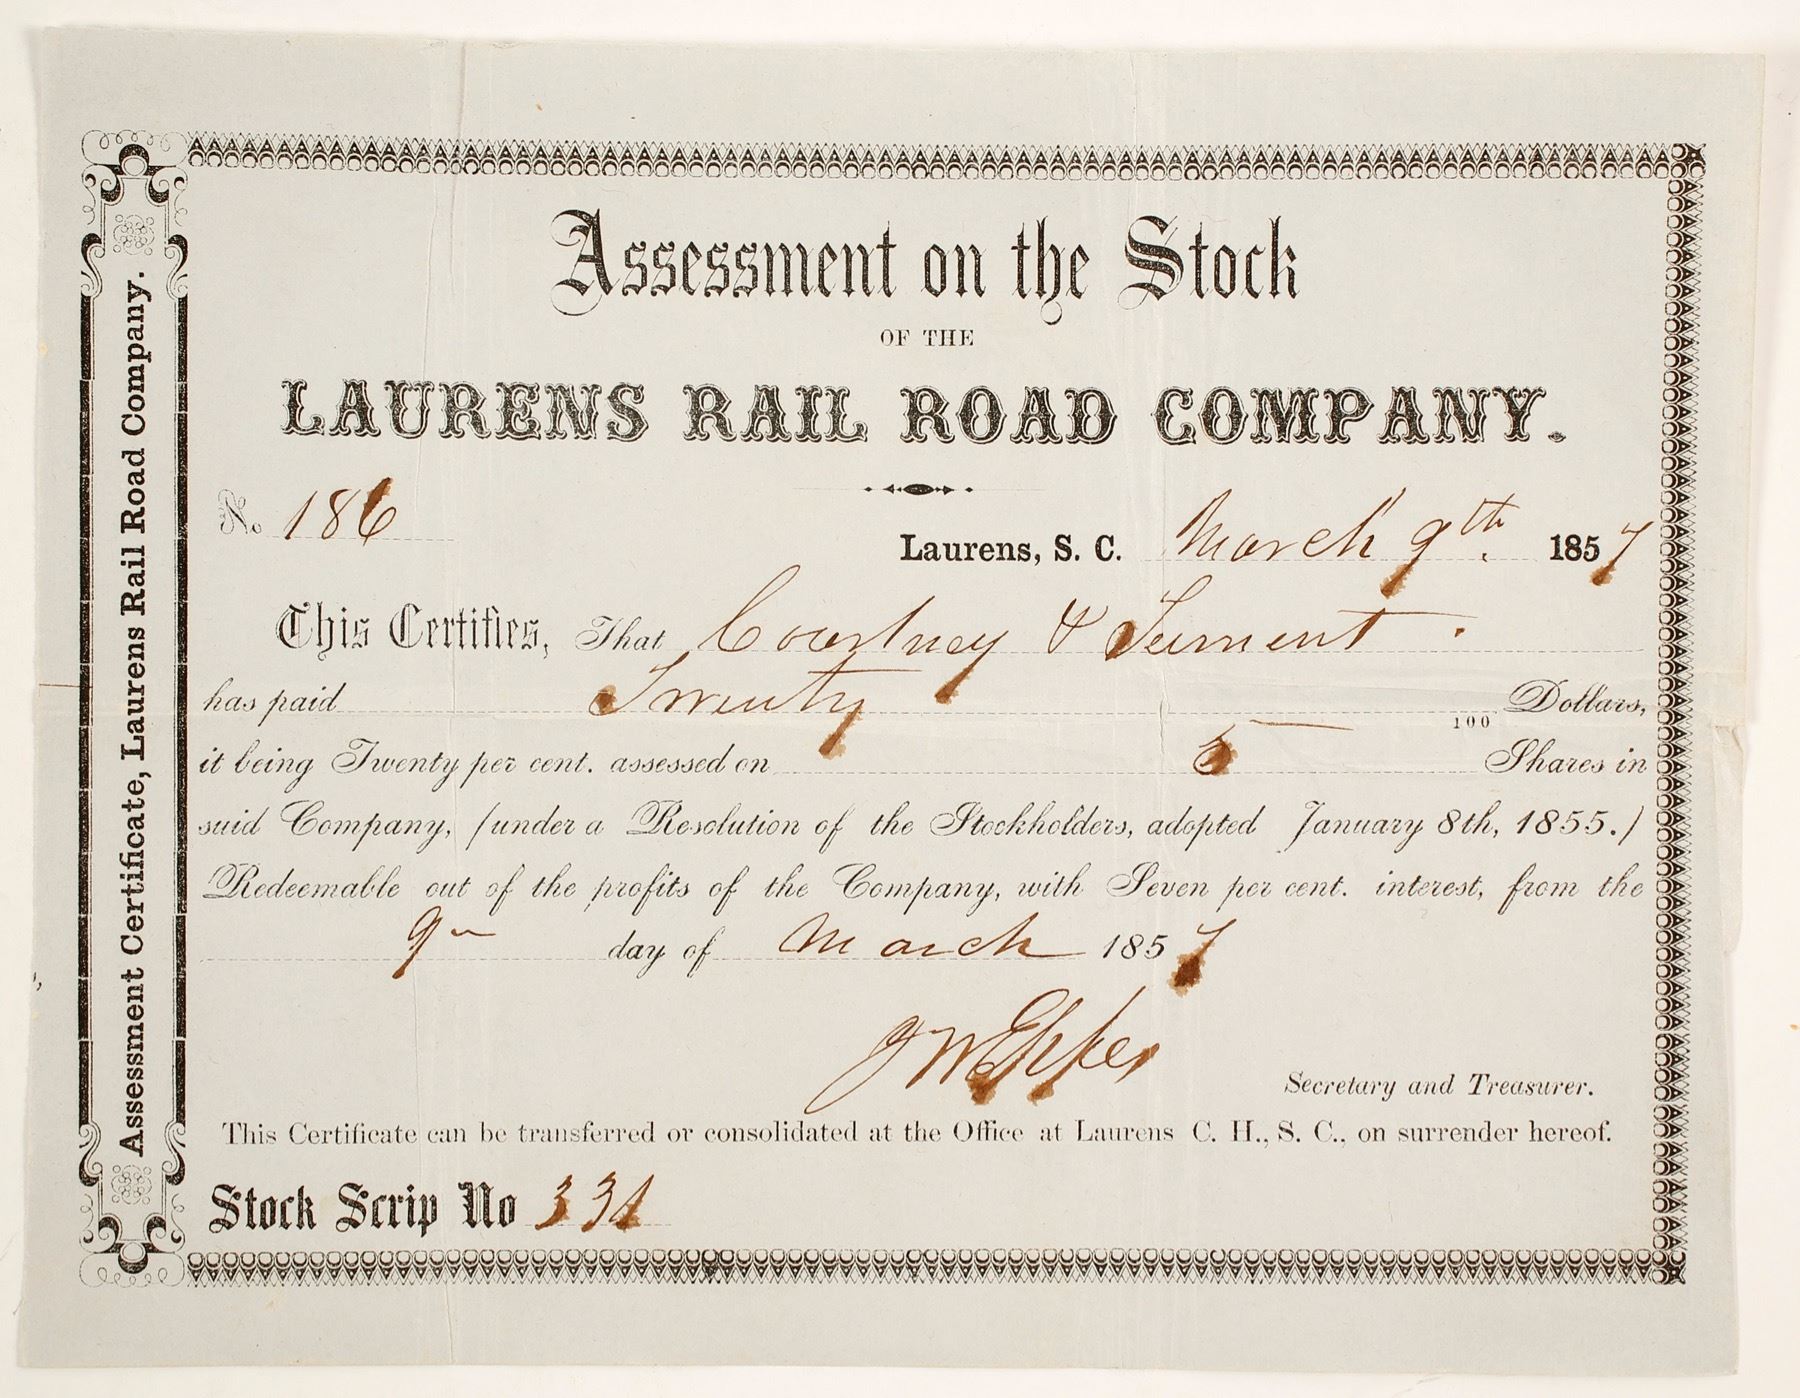 Assessment on the Stock
OF THE
LAURENS RAIL ROAD COMPANY.
No. 186
Laurens, S. C. March 9th. 1857
This Certifies, That Courtney & Tennent.
has paid Twenty 100 Dollars,
it being Twenty per cent. assessed on 5 Shares in
said Company, (under a Resolution of the Stockholders, adopted January 8th, 1855.)
Redeemable out of the profits of the Company, with Seven per cent. interest, from the
9 day of March 1857
J W Eppes
Secretary and Treasurer.
This Certificate can be transferred or consolidated at the Office at Laurens C. H., S. C., on surrender hereof.
Stock Scrip No 331
Assessment Certificate, Laurens Rail Road Company.